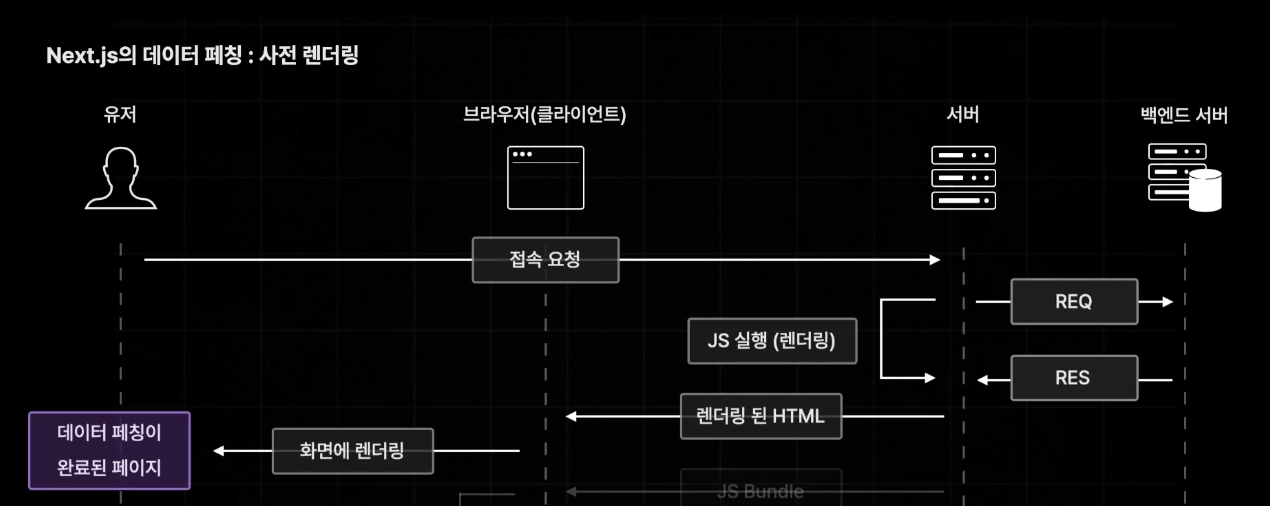 Next.js의 데이터 페칭 : 사전 렌더링
유저
브라우저(클라이언트)
서버
백엔드 서버
접속 요청
REQ
JS 실행 (렌더링)
RES
렌더링 된 HTML
데이터 페칭이
완료된 페이지
화면에 렌더링
JS Bundle